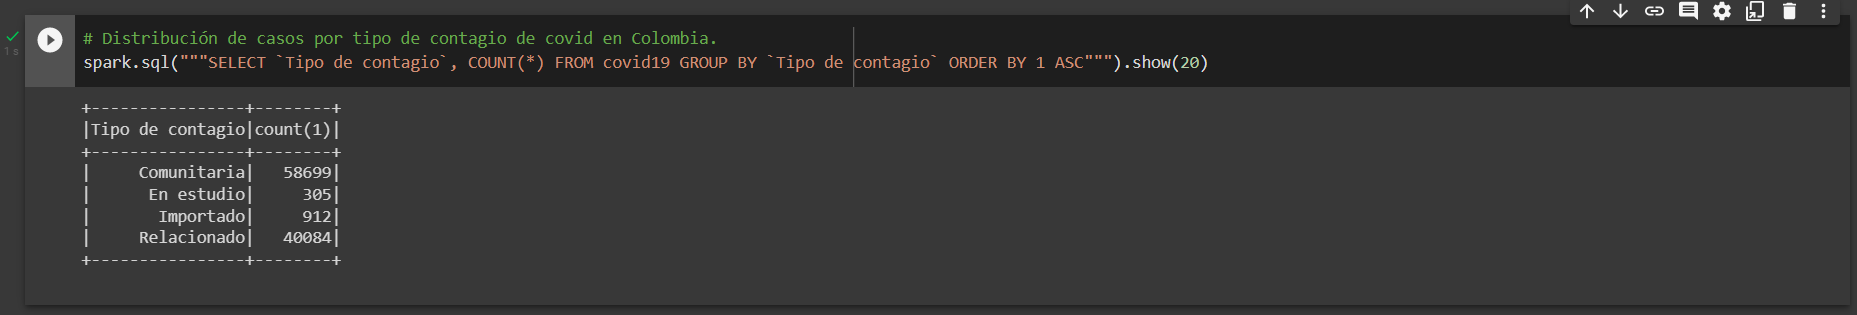 # Distribución de casos por tipo de contagio de covid en Colombia.
1 s
spark.sql("""SELECT `Tipo de contagio`, COUNT(*) FROM covid19 GROUP BY `Tipo de contagio` ORDER BY 1 ASC""").show(20)
+----------------+--------+
|Tipo de contagio|count(1)|
+----------------+--------+
|     Comunitaria|   58699|
|      En estudio|     305|
|       Importado|     912|
|     Relacionado|   40084|
+----------------+--------+